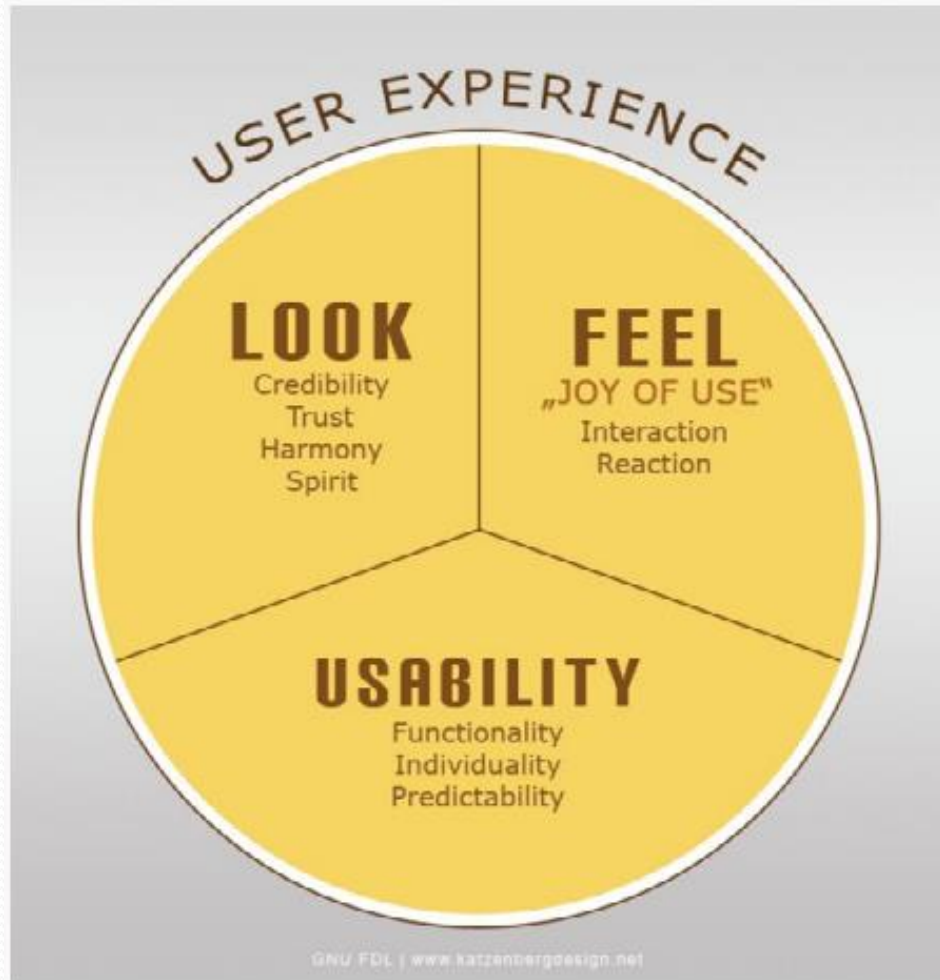 USER EXPERIENCE
LOOK
Credibility
Trust
Harmony
Spirit
FEEL
„JOY OF USE“
Interaction
Reaction
USABILITY
Functionality
Individuality
Predictability
GNU FDL | www.katzenbergdesign.net